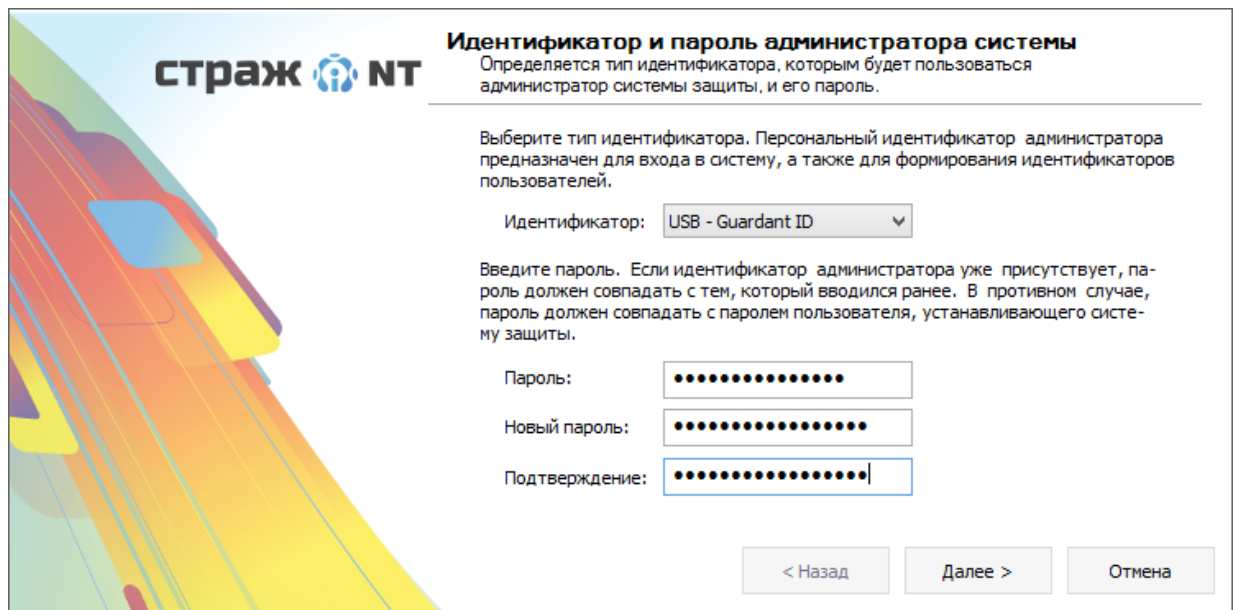 страж NT
Идентификатор и пароль администратора системы
Определяется тип идентификатора, которым будет пользоваться
администратор системы защиты, и его пароль.
Выберите тип идентификатора. Персональный идентификатор администратора
предназначен для входа в систему, а также для формирования идентификаторов
пользователей.
Идентификатор: USB - Guardant ID
Введите пароль. Если идентификатор администратора уже присутствует, па-
роль должен совпадать с тем, который вводился ранее. В противном случае,
пароль должен совпадать с паролем пользователя, устанавливающего систе-
му защиты.
Пароль: ●●●●●●●●●●●●●●●
Новый пароль: ●●●●●●●●●●●●●●●●●
Подтверждение: ●●●●●●●●●●●●●●●●●
< Назад Далее > Отмена